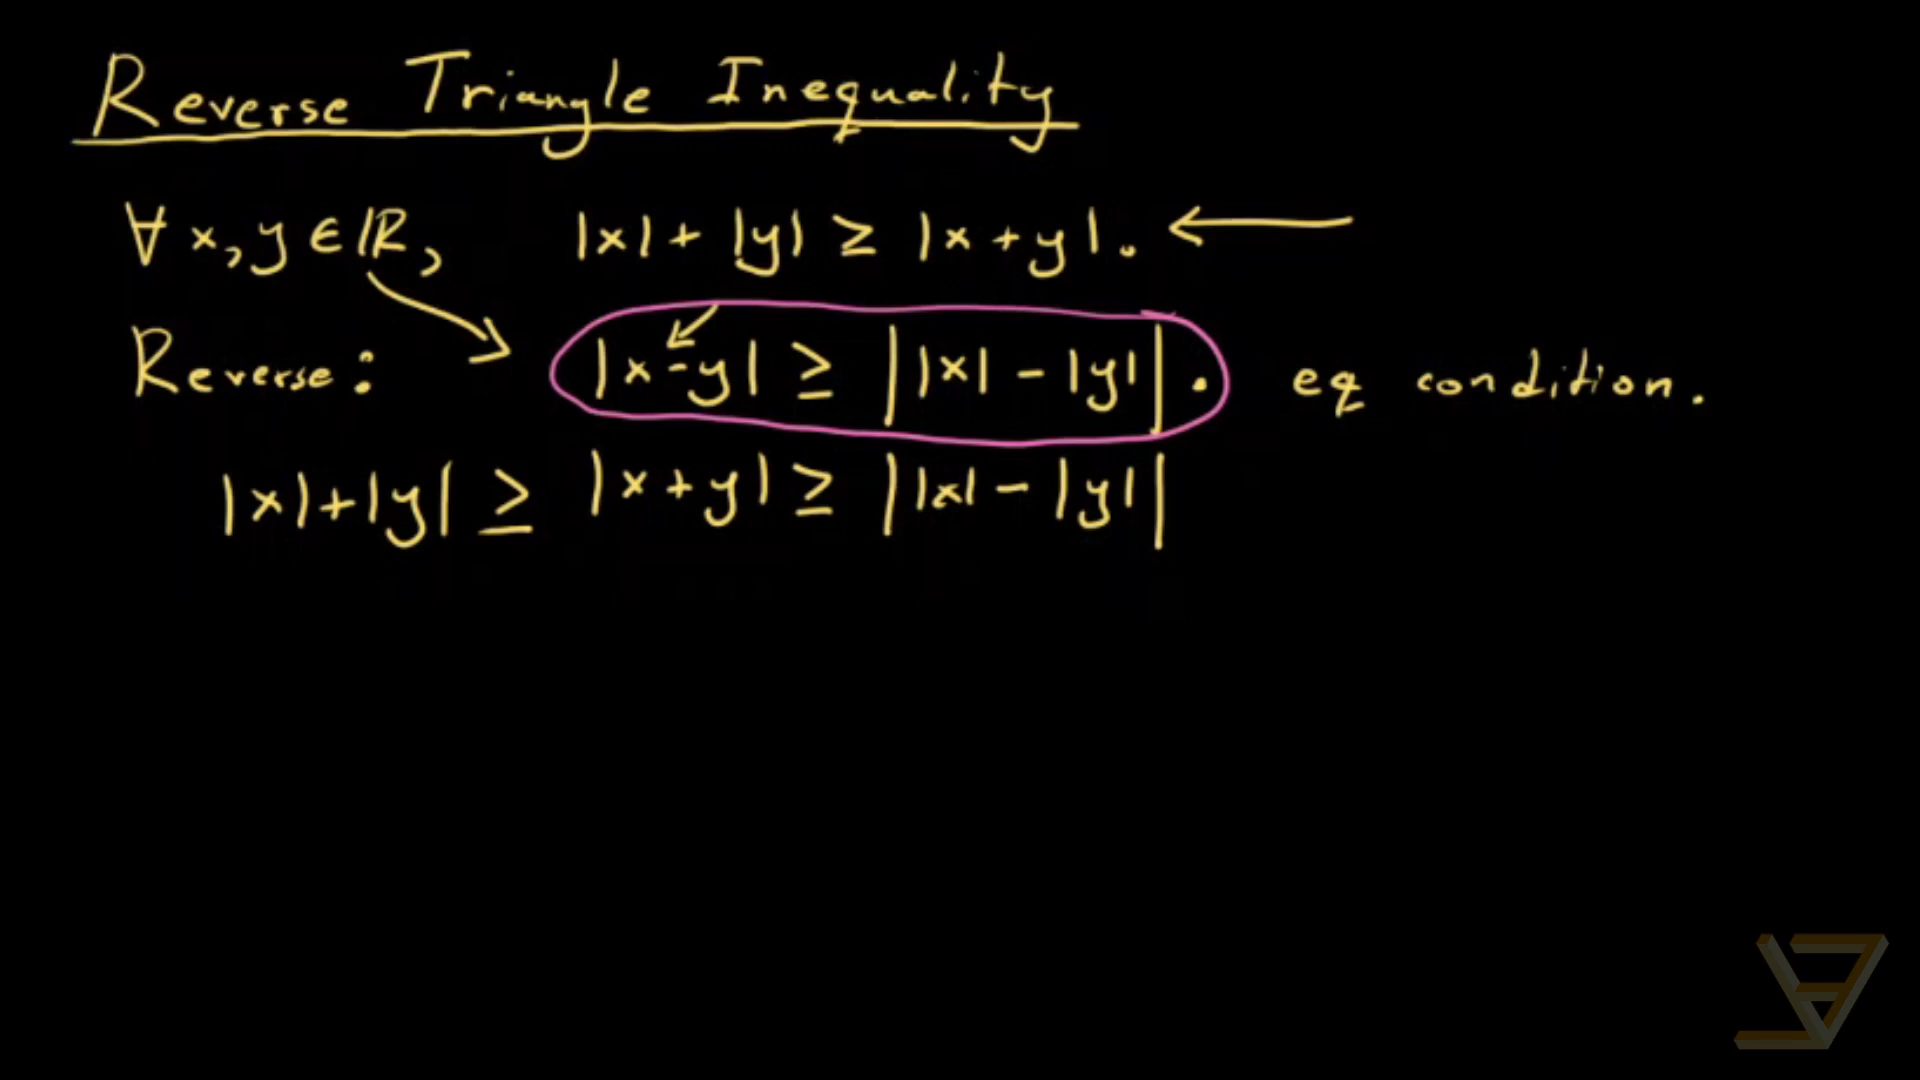 Reverse Triangle Inequality
∀ x, y ∈ ℝ, |x| + |y| ≥ |x + y|.
Reverse: |x - y| ≥ ||x| - |y||. eq condition.
|x| + |y| ≥ |x + y| ≥ ||x| - |y||